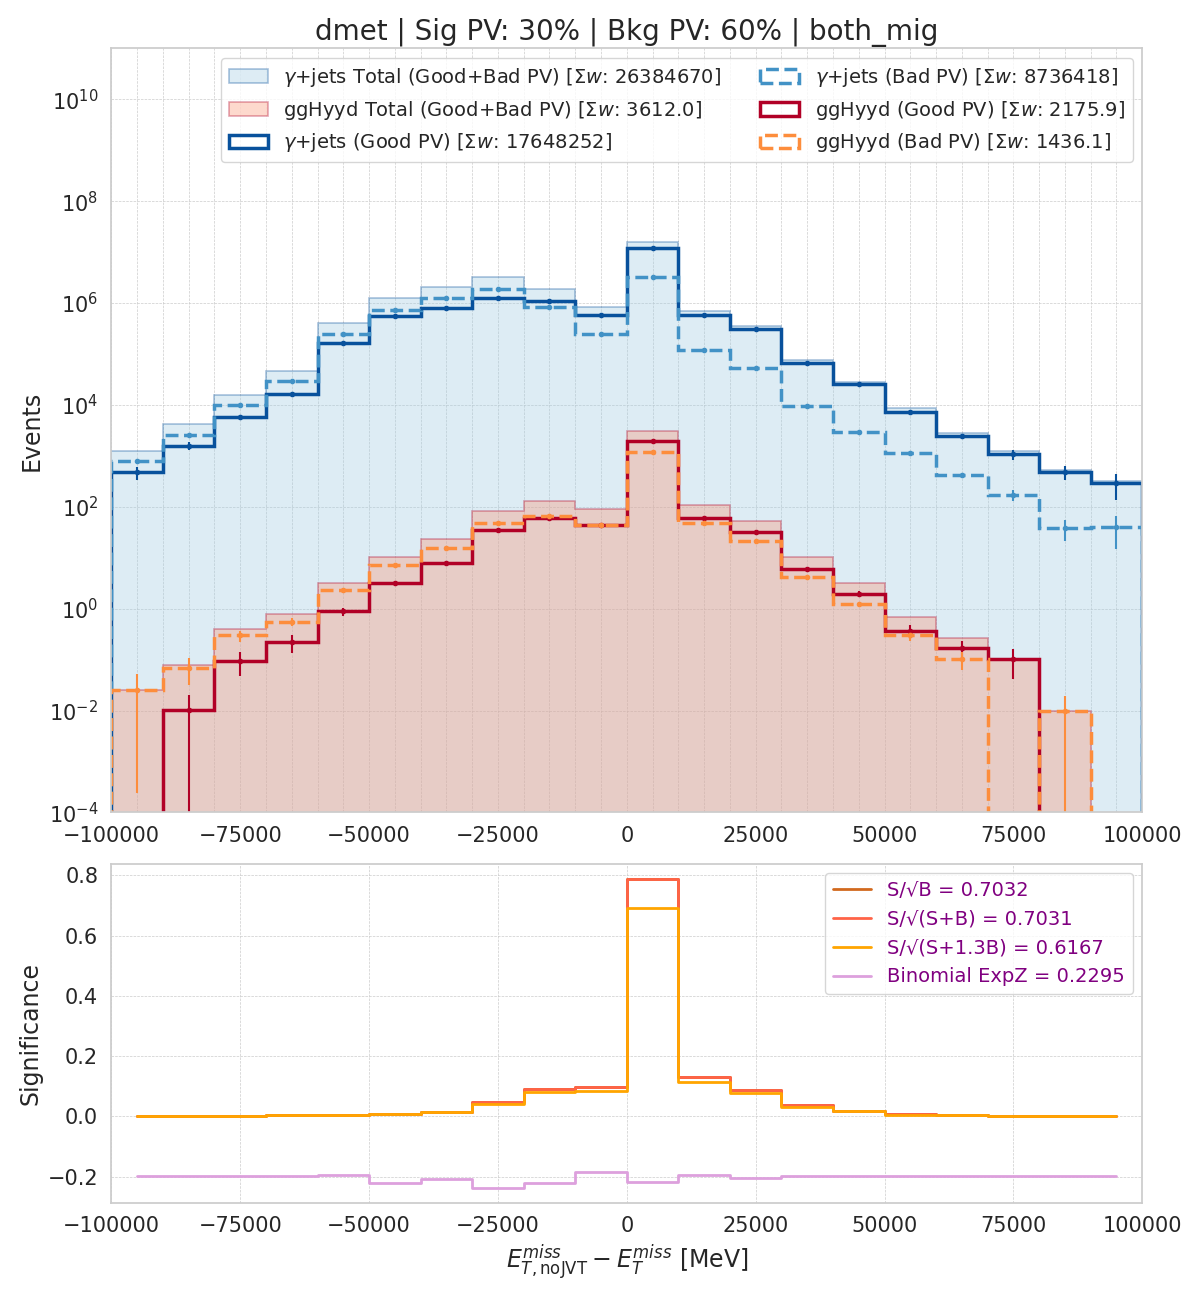 dmet | Sig PV: 30% | Bkg PV: 60% | both_mig
γ+jets Total (Good+Bad PV) [Σw: 26384670]
ggHyyd Total (Good+Bad PV) [Σw: 3612.0]
γ+jets (Good PV) [Σw: 17648252]
γ+jets (Bad PV) [Σw: 8736418]
ggHyyd (Good PV) [Σw: 2175.9]
ggHyyd (Bad PV) [Σw: 1436.1]
Events
10^10
10^8
10^6
10^4
10^2
10^0
10^−2
10^−4
−100000 −75000 −50000 −25000 0 25000 50000 75000 100000
S/√B = 0.7032
S/√(S+B) = 0.7031
S/√(S+1.3B) = 0.6167
Binomial ExpZ = 0.2295
Significance
0.8
0.6
0.4
0.2
0.0
−0.2
−100000 −75000 −50000 −25000 0 25000 50000 75000 100000
E_{T,noJVT}^{miss} − E_T^{miss} [MeV]